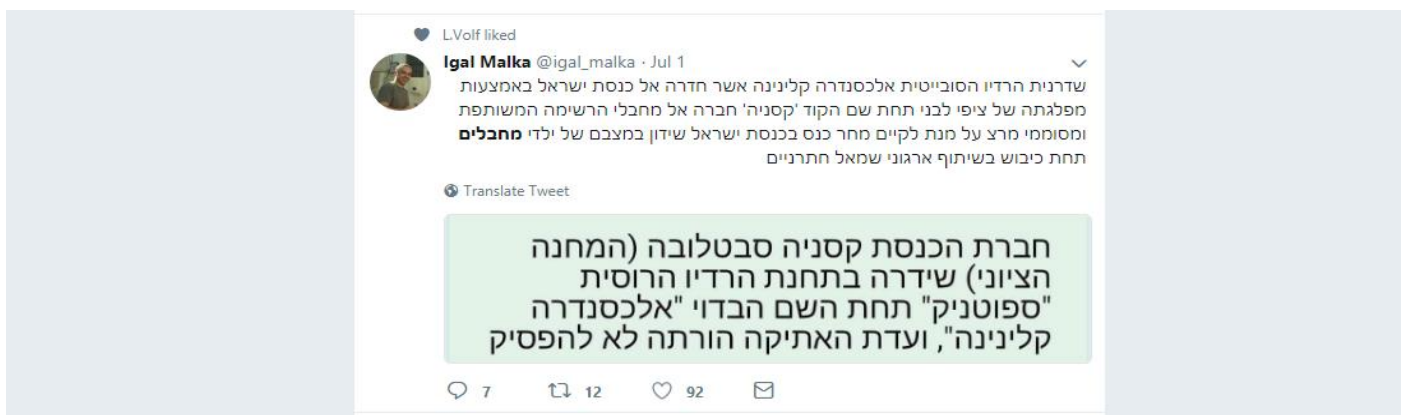 L.Volf liked
Igal Malka @igal_malka · Jul 1
שדרנית הרדיו הסובייטית אלכסנדרה קלינינה אשר חדרה אל כנסת ישראל באמצעות
מפלגתה של ציפי לבני תחת שם הקוד 'קסניה' חברה אל מחבלי הרשימה המשותפת
ומסוממי מרצ על מנת לקיים מחר כנס בכנסת ישראל שידון במצבם של ילדי מחבלים
תחת כיבוש בשיתוף ארגוני שמאל חתרניים
Translate Tweet
חברת הכנסת קסניה סבטלובה (המחנה
הציוני) שידרה בתחנת הרדיו הרוסית
"ספוטניק" תחת השם הבדוי "אלכסנדרה
קלינינה", ועדת האתיקה הורתה לא להפסיק
7 12 92